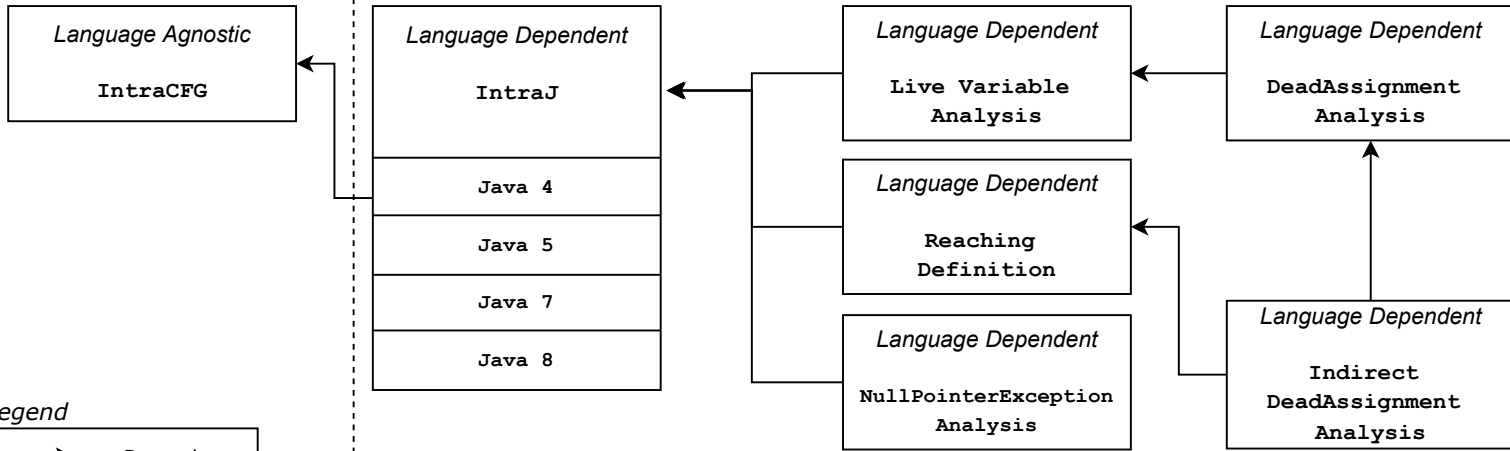 Language Agnostic
IntraCFG
Language Dependent
IntraJ
Java 4
Java 5
Java 7
Java 8
Language Dependent
Live Variable
Analysis
Language Dependent
Reaching
Definition
Language Dependent
NullPointerException
Analysis
Language Dependent
DeadAssignment
Analysis
Language Dependent
Indirect
DeadAssignment
Analysis
egend